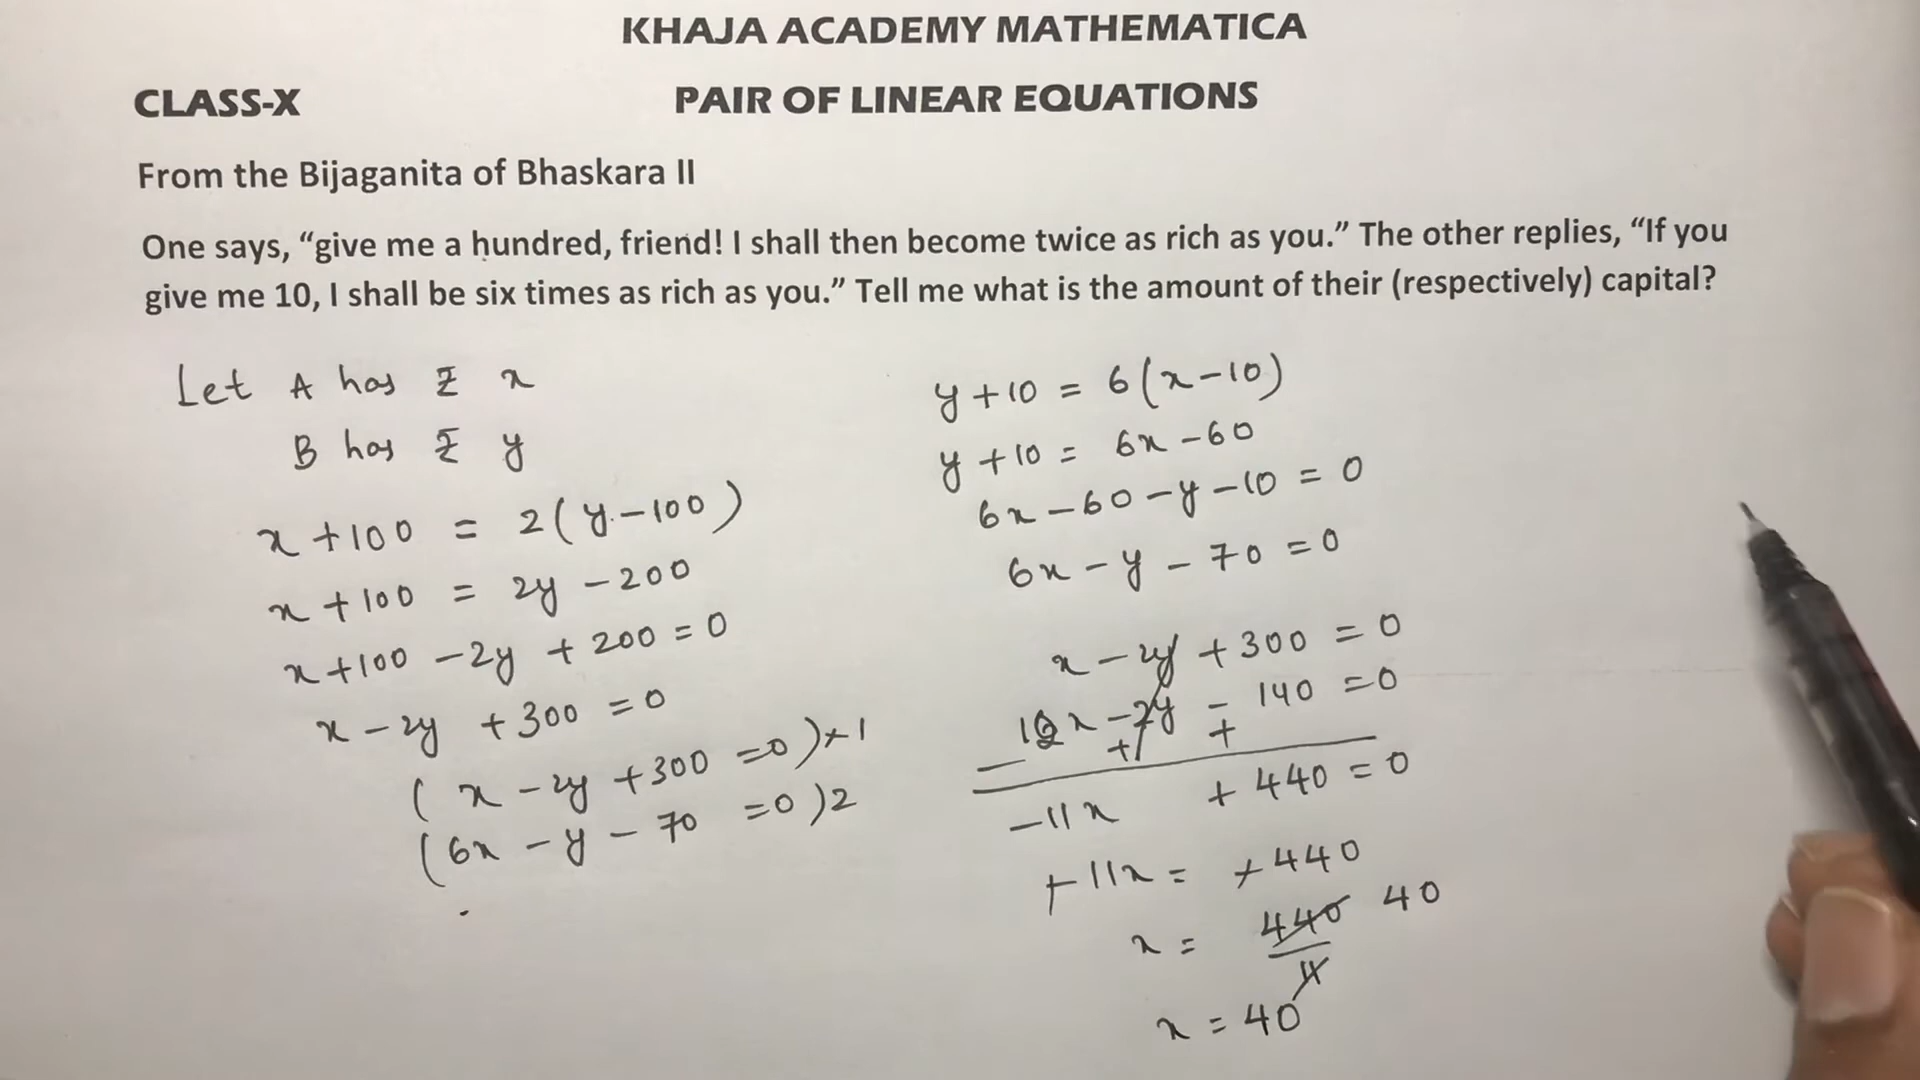 KHAJA ACADEMY MATHEMATICA
CLASS-X
PAIR OF LINEAR EQUATIONS
From the Bijaganita of Bhaskara II
One says, “give me a hundred, friend! I shall then become twice as rich as you.” The other replies, “If you
give me 10, I shall be six times as rich as you.” Tell me what is the amount of their (respectively) capital?
Let A has ₹ x
B has ₹ y
x + 100 = 2(y - 100)
x + 100 = 2y - 200
x + 100 - 2y + 200 = 0
x - 2y + 300 = 0
(x - 2y + 300 = 0) × 1
(6x - y - 70 = 0) 2
y + 10 = 6(x - 10)
y + 10 = 6x - 60
6x - 60 - y - 10 = 0
6x - y - 70 = 0
x - 2y + 300 = 0
12x - 2y - 140 = 0
- + +
-11x + 440 = 0
+11x = +440
x = 440/11 40
x = 40